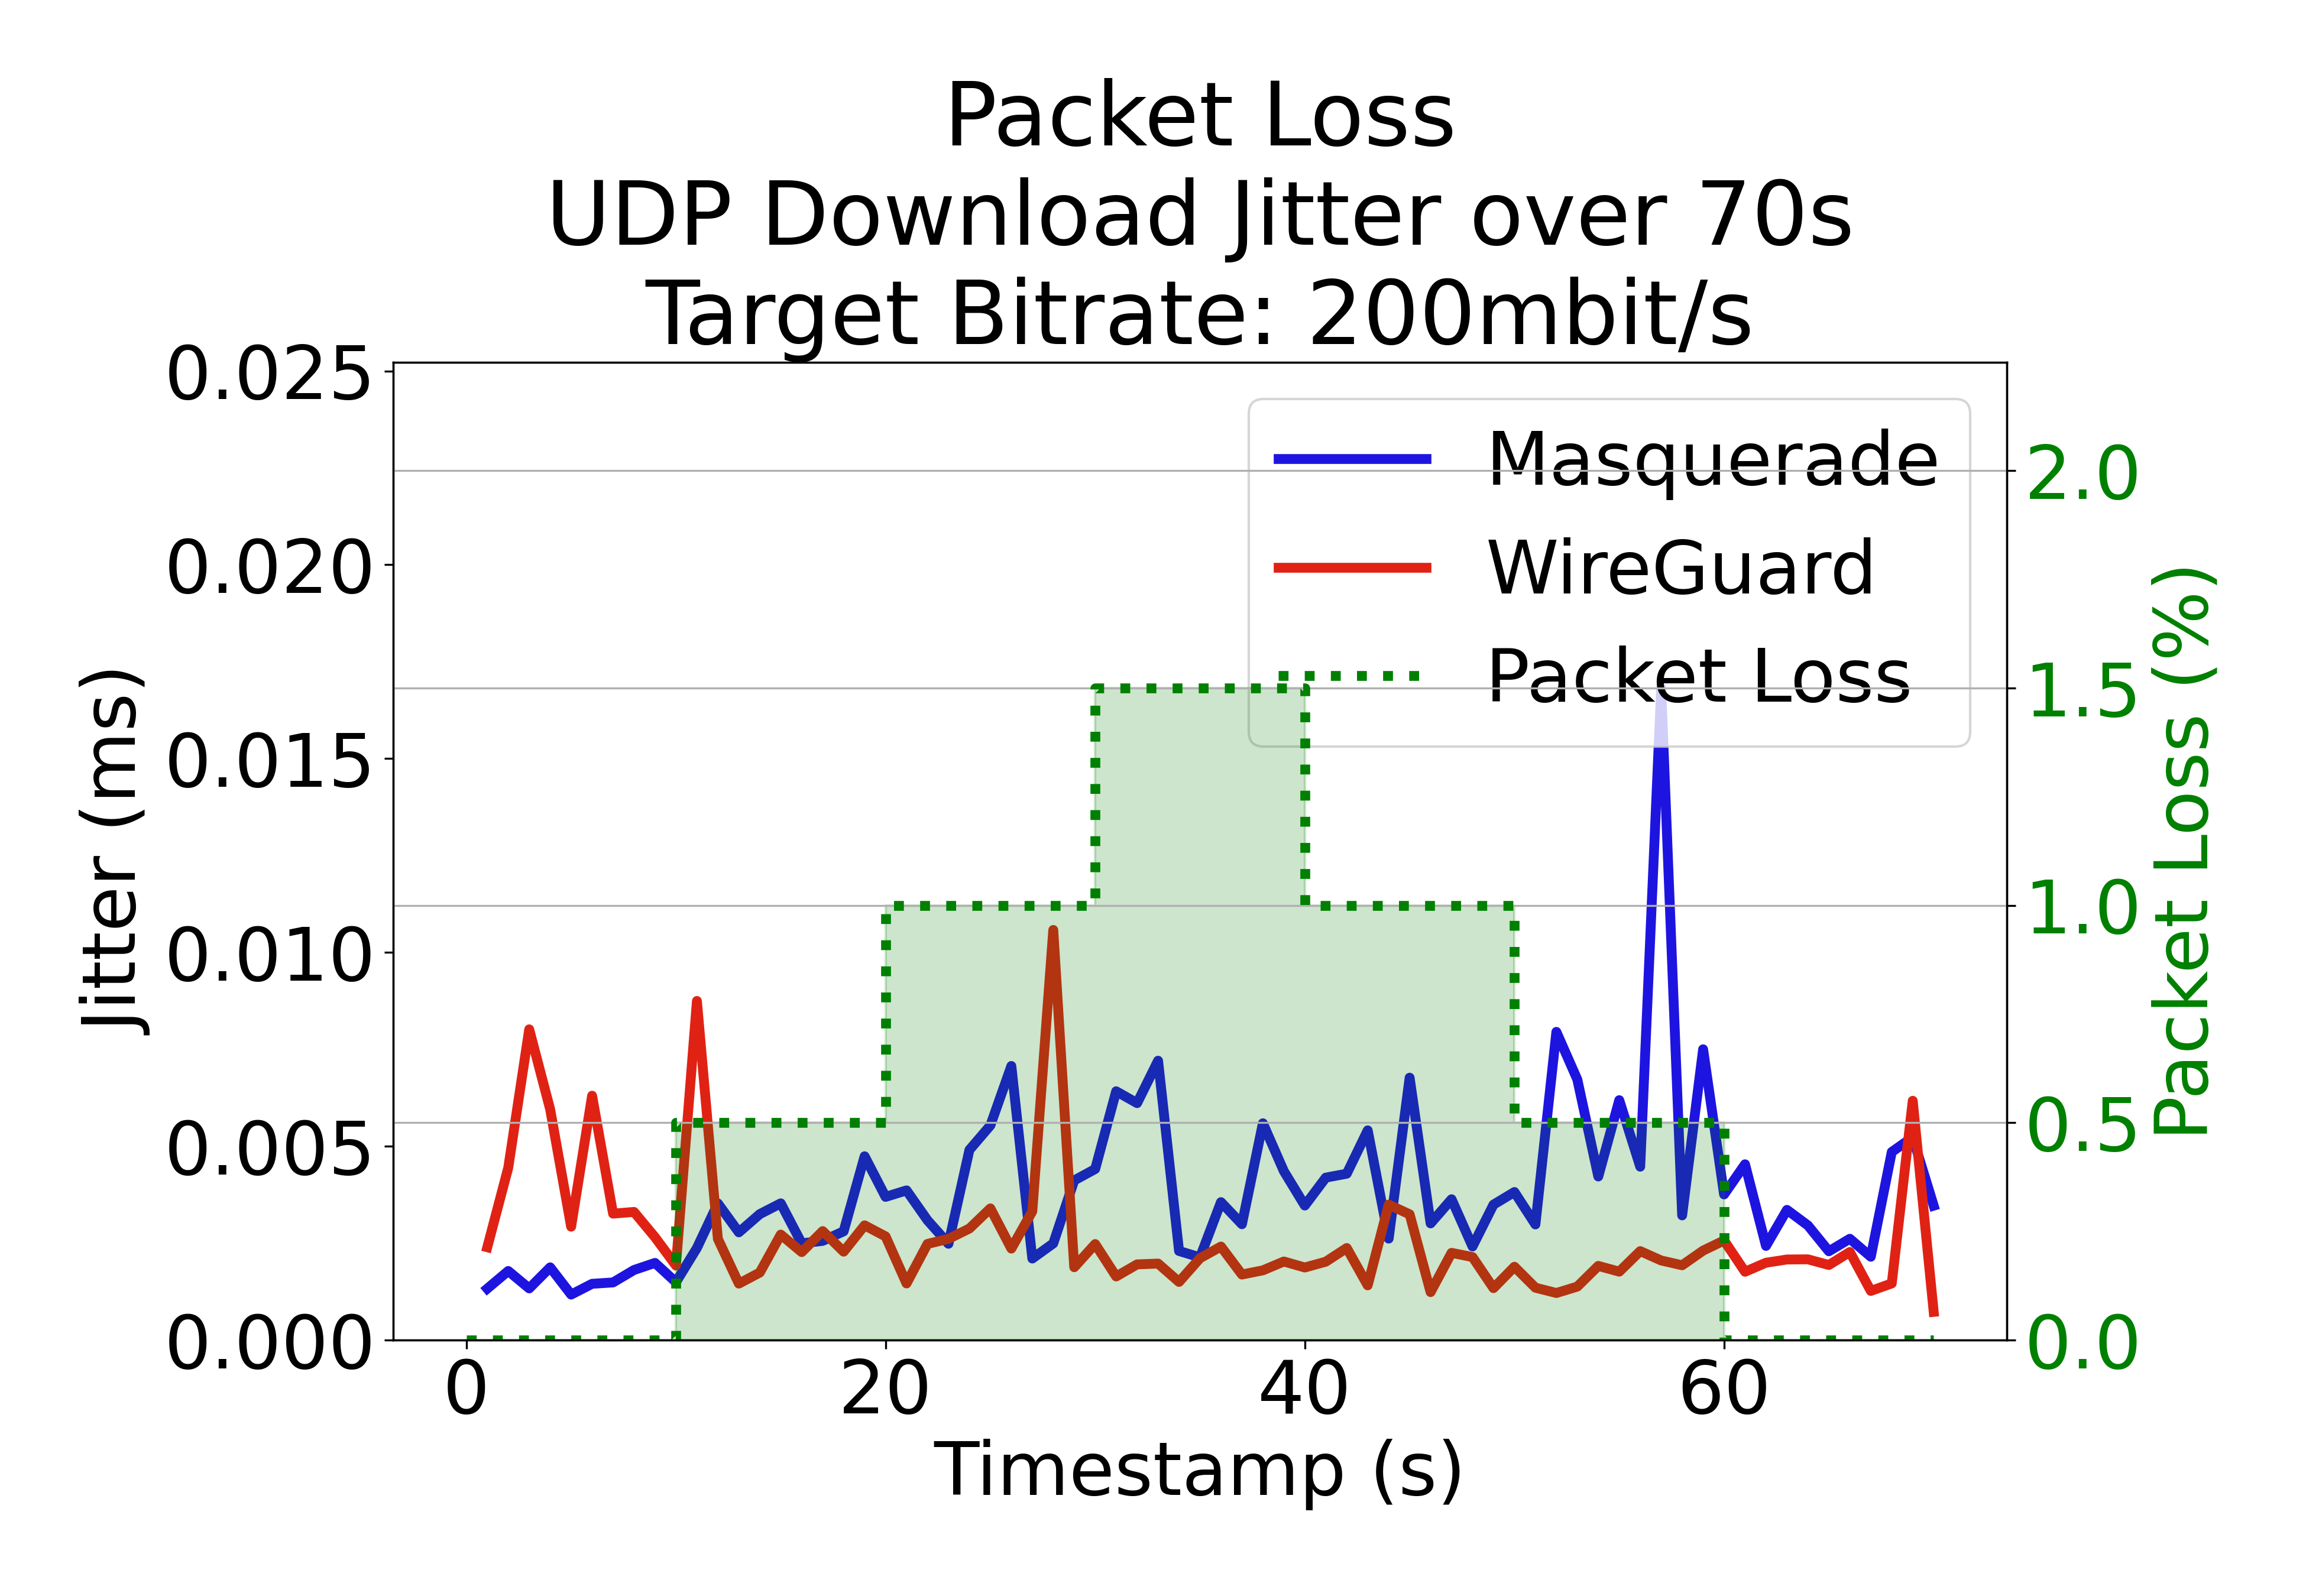 Packet Loss
UDP Download Jitter over 70s
Target Bitrate: 200mbit/s
0.025
0.020
0.015
0.010
0.005
0.000
Jitter (ms)
Masquerade
WireGuard
Packet Loss
2.0
1.5
1.0
0.5
0.0
Packet Loss (%)
0 20 40 60
Timestamp (s)